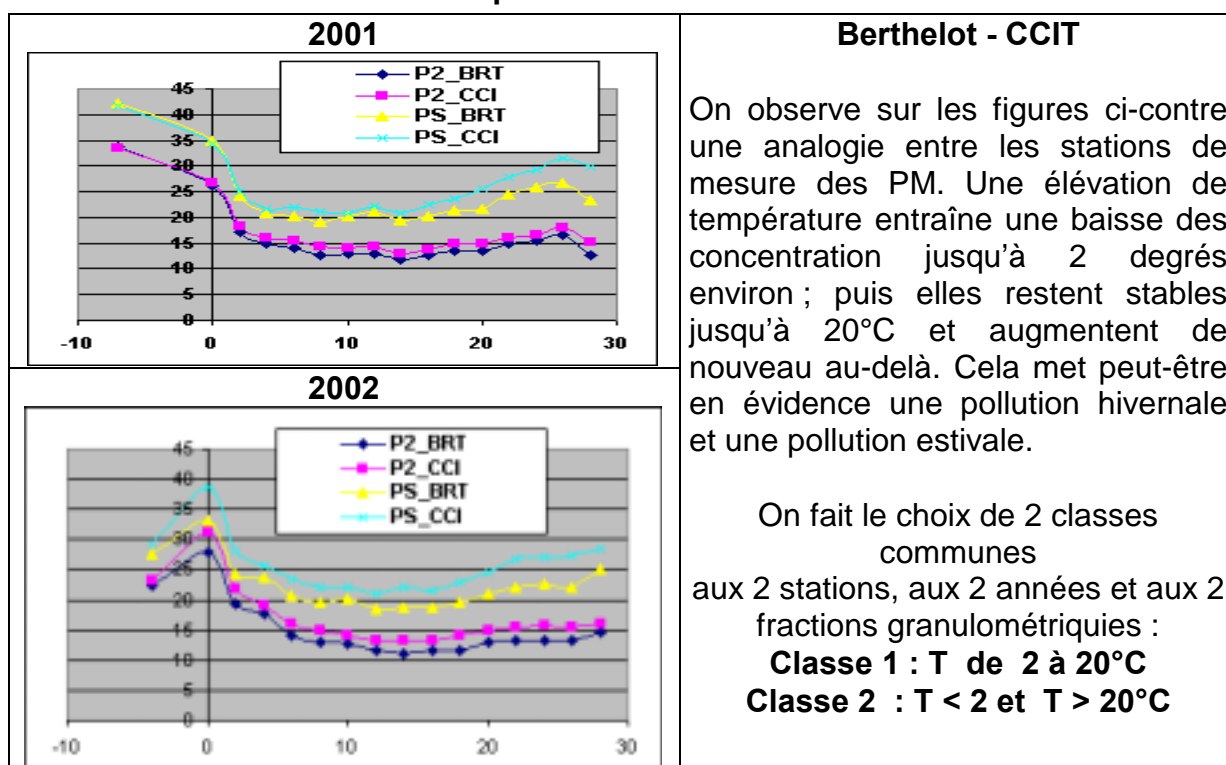 2001
P2_BRT
P2_CCI
PS_BRT
PS_CCI
45
40
35
30
25
20
15
10
5
0
-10 0 10 20 30
2002
P2_BRT
P2_CCI
PS_BRT
PS_CCI
45
40
35
30
25
20
15
10
5
0
-10 0 10 20 30
Berthelot - CCIT
On observe sur les figures ci-contre
une analogie entre les stations de
mesure des PM. Une élévation de
température entraîne une baisse des
concentration jusqu’à 2 degrés
environ ; puis elles restent stables
jusqu’à 20°C et augmentent de
nouveau au-delà. Cela met peut-être
en évidence une pollution hivernale
et une pollution estivale.
On fait le choix de 2 classes
communes
aux 2 stations, aux 2 années et aux 2
fractions granulométriquies :
Classe 1 : T de 2 à 20°C
Classe 2 : T < 2 et T > 20°C